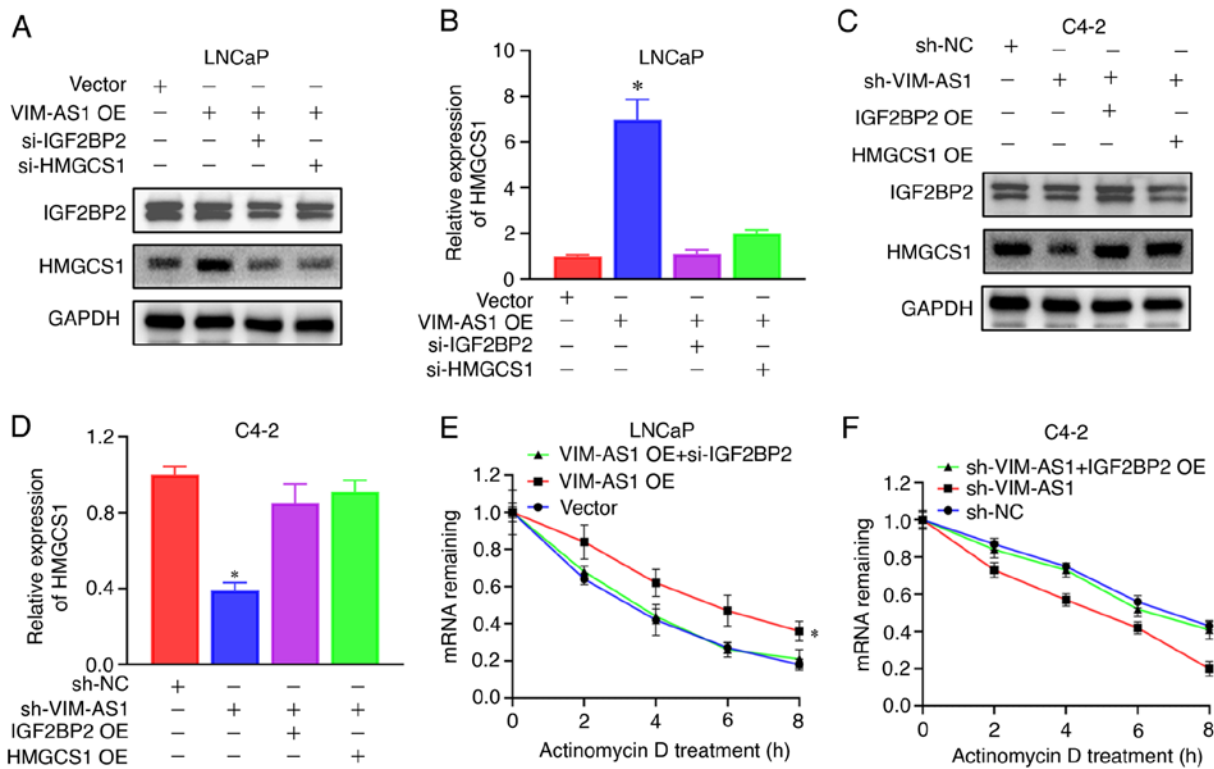 A
LNCaP
Vector + − − −
VIM-AS1 OE − + + +
si-IGF2BP2 − − + −
si-HMGCS1 − − − +
IGF2BP2
HMGCS1
GAPDH
B
LNCaP
Relative expression
of HMGCS1
10
8
6
4
2
0
*
Vector + − − −
VIM-AS1 OE − + + +
si-IGF2BP2 − − + −
si-HMGCS1 − − − +
C
C4-2
sh-NC + − − −
sh-VIM-AS1 − + + +
IGF2BP2 OE − − + −
HMGCS1 OE − − − +
IGF2BP2
HMGCS1
GAPDH
D
C4-2
Relative expression
of HMGCS1
1.2
0.8
0.4
0.0
*
sh-NC + − − −
sh-VIM-AS1 − + + +
IGF2BP2 OE − − + −
HMGCS1 OE − − − +
E
LNCaP
VIM-AS1 OE+si-IGF2BP2
VIM-AS1 OE
Vector
mRNA remaining
1.0
0.8
0.6
0.4
0.2
0.0
*
0 2 4 6 8
Actinomycin D treatment (h)
F
C4-2
sh-VIM-AS1+IGF2BP2 OE
sh-VIM-AS1
sh-NC
mRNA remaining
1.2
1.0
0.8
0.6
0.4
0.2
0.0
0 2 4 6 8
Actinomycin D treatment (h)